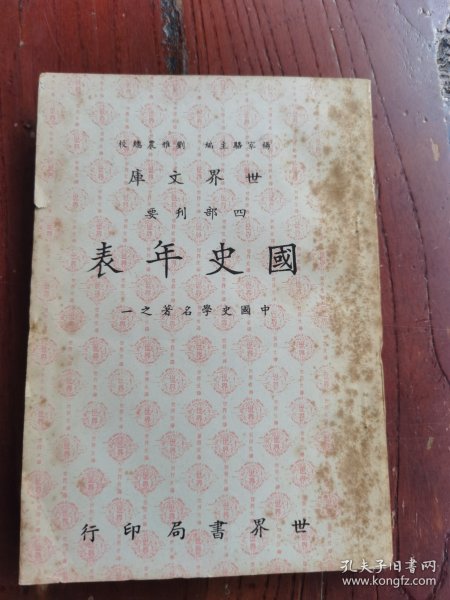 楊家駱主編 劉雅農總校
世界文庫
四部刊要
國史年表
中國史學名著之一
世界書局印行
孔夫子旧书网
www.kongfz.com